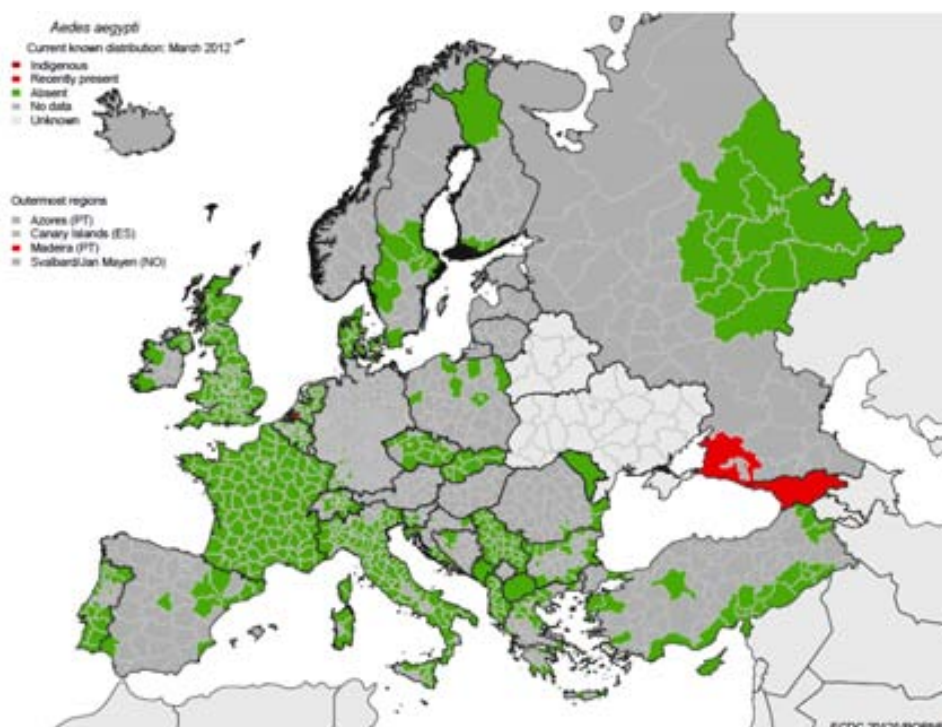 Aedes aegypti
Current known distribution: March 2012
Indigenous
Recently present
Absent
No data
Unknown
Outermost regions
Azores (PT)
Canary Islands (ES)
Madeira (PT)
Svalbard/Jan Mayen (NO)